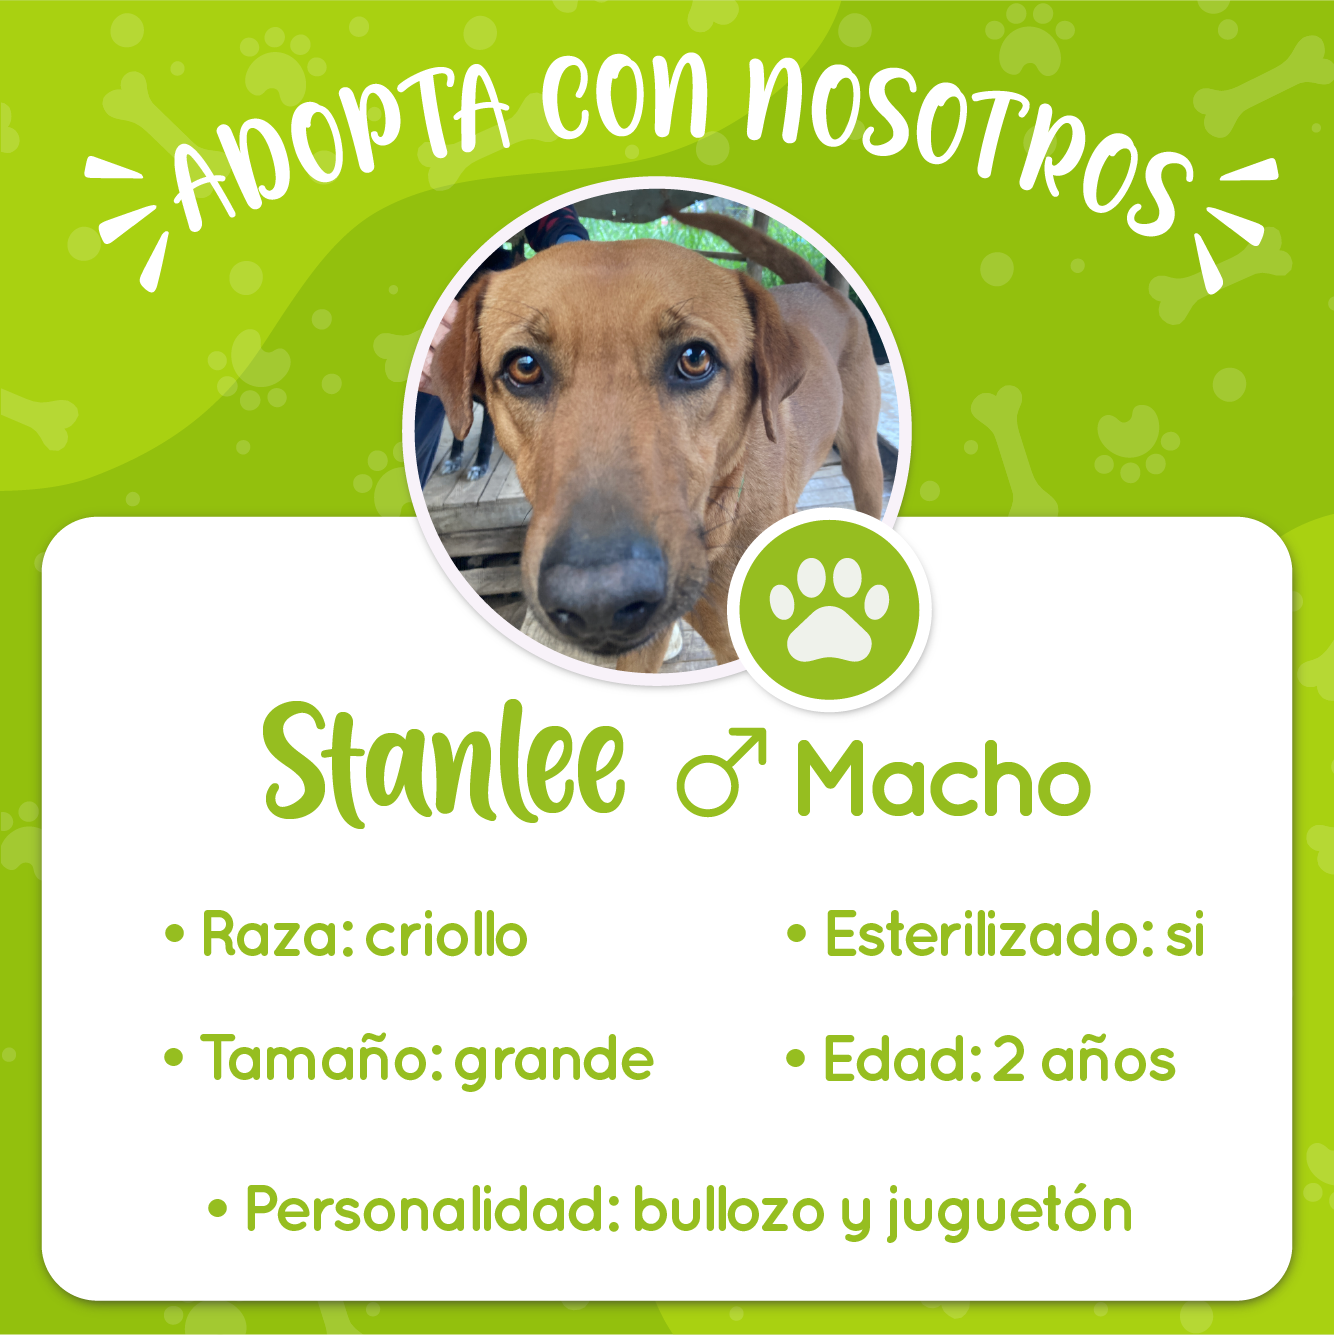 ADOPTA CON NOSOTROS
Stanlee ♂ Macho
• Raza: criollo
• Esterilizado: si
• Tamaño: grande
• Edad: 2 años
• Personalidad: bullozo y juguetón